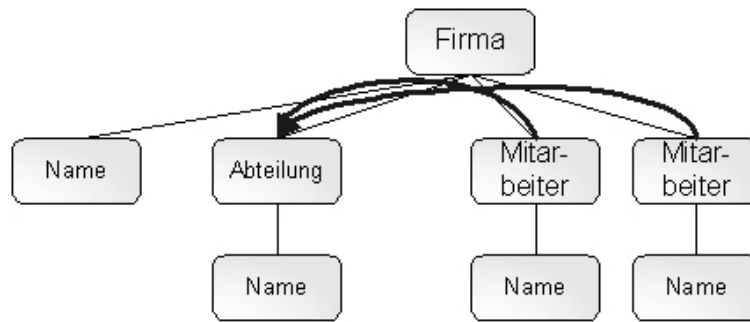 Firma
Name
Abteilung
Mitar-
beiter
Mitar-
beiter
Name
Name
Name